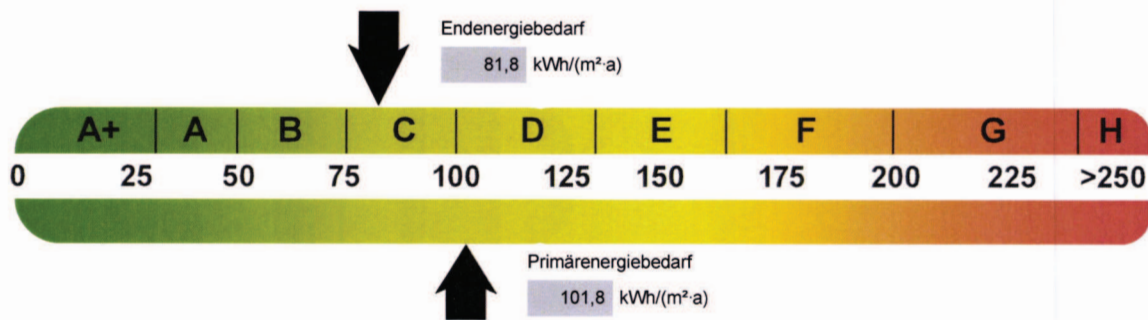 Endenergiebedarf
81,8 kWh/(m²·a)
A+ A B C D E F G H
0 25 50 75 100 125 150 175 200 225 >250
Primärenergiebedarf
101,8 kWh/(m²·a)